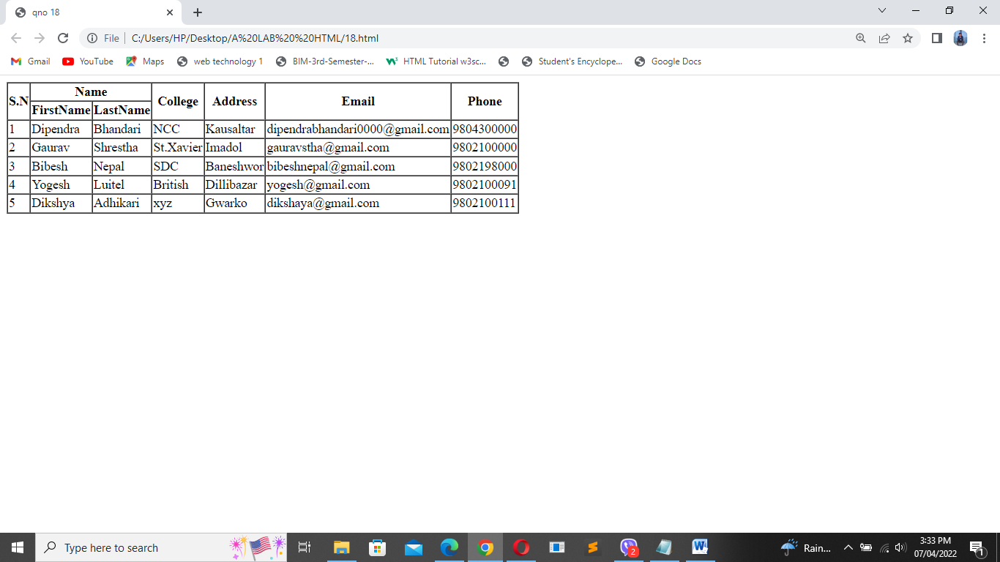 qno 18
File C:/Users/HP/Desktop/A%20LAB%20%20HTML/18.html
Gmail YouTube Maps web technology 1 BIM-3rd-Semester-... HTML Tutorial w3sc... Student's Encyclope... Google Docs
S.N Name College Address Email Phone
FirstName LastName
1 Dipendra Bhandari NCC Kausaltar dipendrabhandari0000@gmail.com 9804300000
2 Gaurav Shrestha St.Xavier Imadol gauravstha@gmail.com 9802100000
3 Bibesh Nepal SDC Baneshwor bibeshnepal@gmail.com 9802198000
4 Yogesh Luitel British Dillibazar yogesh@gmail.com 9802100091
5 Dikshya Adhikari xyz Gwarko dikshaya@gmail.com 9802100111
Type here to search
2
Rain...
3:33 PM
07/04/2022
1